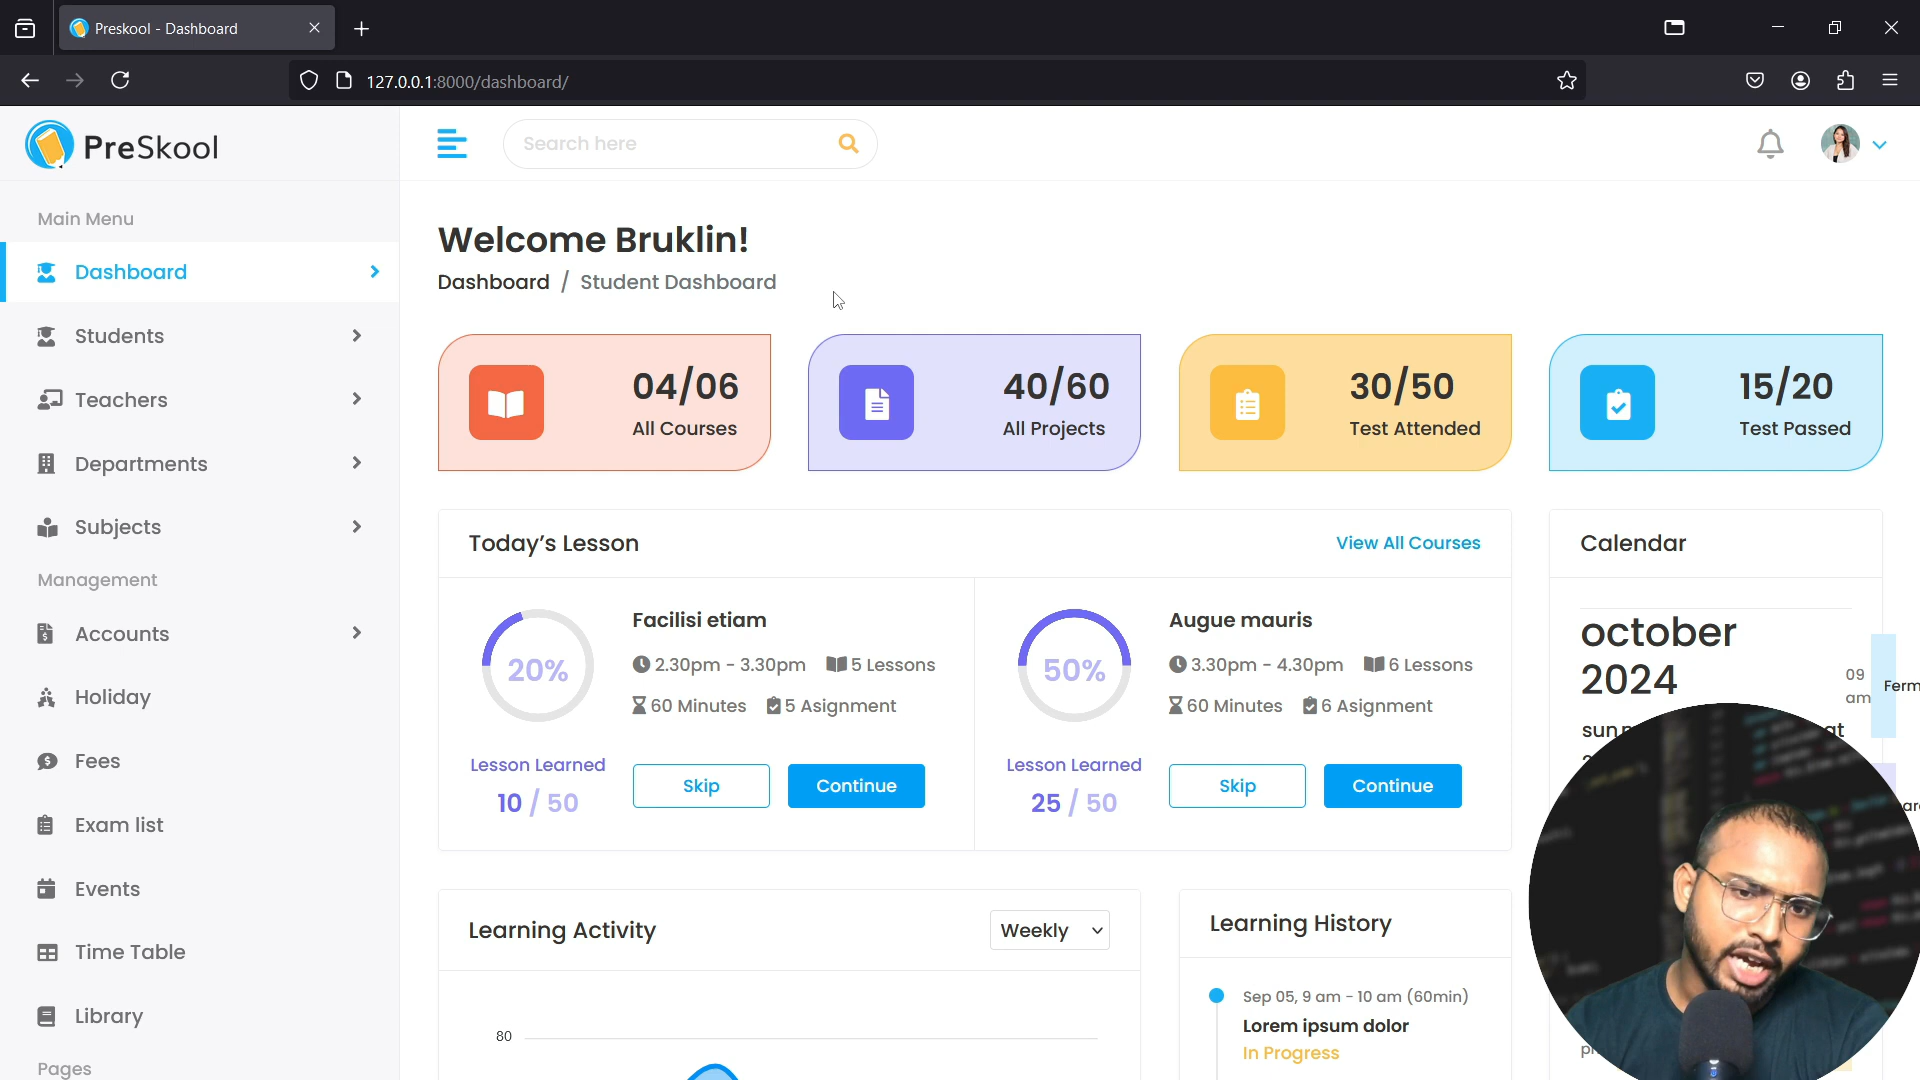 Preskool - Dashboard
127.0.0.1:8000/dashboard/
PreSkool
Search here
Main Menu
Dashboard
Students
Teachers
Departments
Subjects
Management
Accounts
Holiday
Fees
Exam list
Events
Time Table
Library
Pages
Welcome Bruklin!
Dashboard / Student Dashboard
04/06
All Courses
40/60
All Projects
30/50
Test Attended
15/20
Test Passed
Today's Lesson
View All Courses
20%
Facilisi etiam
2.30pm - 3.30pm 5 Lessons
60 Minutes 5 Asignment
Lesson Learned
10 / 50
Skip
Continue
50%
Augue mauris
3.30pm - 4.30pm 6 Lessons
60 Minutes 6 Asignment
Lesson Learned
25 / 50
Skip
Continue
Calendar
october
2024
09
am
Learning Activity
Weekly
80
Learning History
Sep 05, 9 am - 10 am (60min)
Lorem ipsum dolor
In Progress